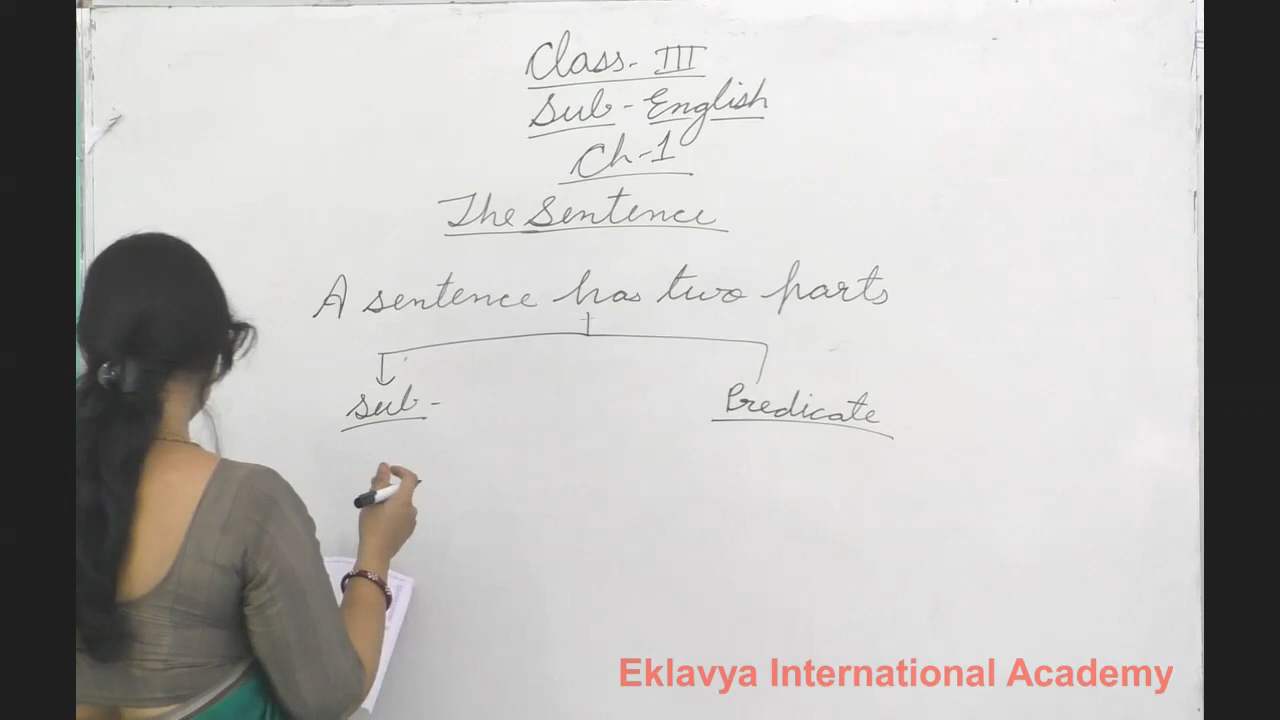 Class- III
Sub- English
Ch-1
The Sentence
A sentence has two parts
Sub- Predicate
Eklavya International Academy